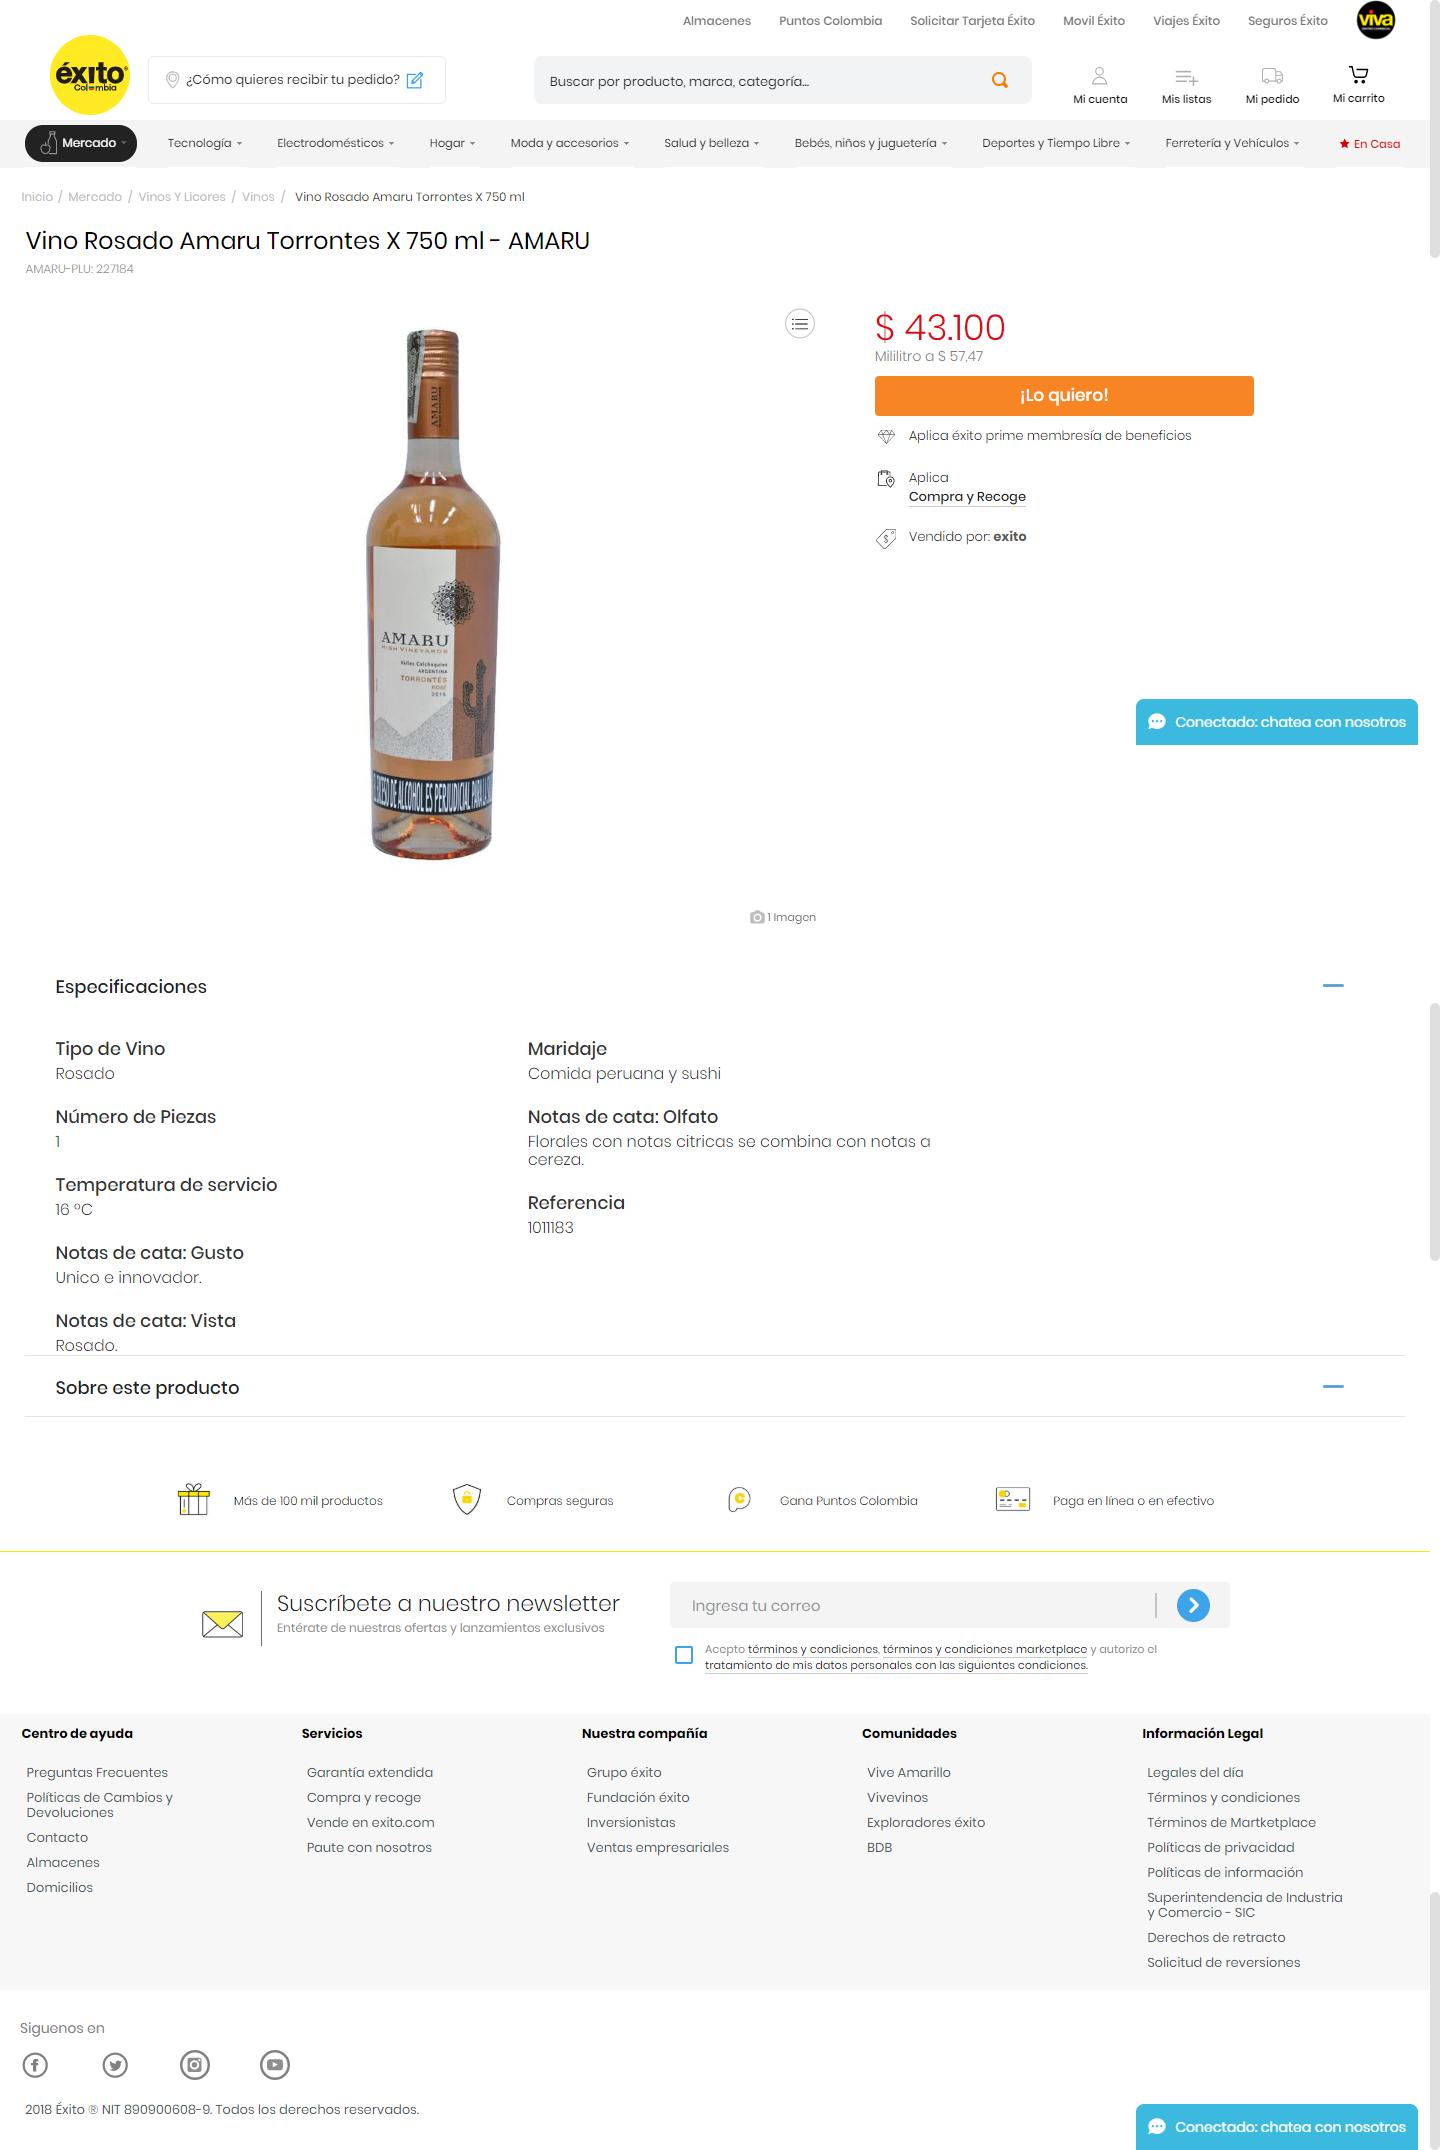 Almacenes Puntos Colombia Solicitar Tarjeta Éxito Movil Éxito Viajes Éxito Seguros Éxito viva
éxito
Colombia
¿Cómo quieres recibir tu pedido?
Buscar por producto, marca, categoría...
Mi cuenta Mis listas Mi pedido Mi carrito
Mercado Tecnología Electrodomésticos Hogar Moda y accesorios Salud y belleza Bebés, niños y juguetería Deportes y Tiempo Libre Ferretería y Vehículos En Casa
Inicio / Mercado / Vinos Y Licores / Vinos / Vino Rosado Amaru Torrontes X 750 ml
Vino Rosado Amaru Torrontes X 750 ml - AMARU
AMARU-PLU: 227184
AMARU
AMARU
HIGH VINEYARDS
Valles Calchaquíes
ARGENTINA
TORRONTÉS
ROSÉ
EL EXCESO DE ALCOHOL ES PERJUDICIAL PARA LA
$ 43.100
Mililitro a $ 57,47
¡Lo quiero!
Aplica éxito prime membresía de beneficios
Aplica
Compra y Recoge
Vendido por: exito
Conectado: chatea con nosotros
1 Imagen
Especificaciones
Tipo de Vino
Rosado
Número de Piezas
1
Temperatura de servicio
16 °C
Notas de cata: Gusto
Unico e innovador.
Notas de cata: Vista
Rosado.
Maridaje
Comida peruana y sushi
Notas de cata: Olfato
Florales con notas citricas se combina con notas a
cereza.
Referencia
1011183
Sobre este producto
Más de 100 mil productos Compras seguras Gana Puntos Colombia Paga en línea o en efectivo
Suscríbete a nuestro newsletter
Entérate de nuestras ofertas y lanzamientos exclusivos
Ingresa tu correo
Acepto términos y condiciones, términos y condiciones marketplace y autorizo el
tratamiento de mis datos personales con las siguientes condiciones.
Centro de ayuda
Preguntas Frecuentes
Políticas de Cambios y
Devoluciones
Contacto
Almacenes
Domicilios
Servicios
Garantía extendida
Compra y recoge
Vende en exito.com
Paute con nosotros
Nuestra compañía
Grupo éxito
Fundación éxito
Inversionistas
Ventas empresariales
Comunidades
Vive Amarillo
Vivevinos
Exploradores éxito
BDB
Información Legal
Legales del día
Términos y condiciones
Términos de Martketplace
Políticas de privacidad
Políticas de información
Superintendencia de Industria
y Comercio - SIC
Derechos de retracto
Solicitud de reversiones
Siguenos en
2018 Éxito ® NIT 890900608-9. Todos los derechos reservados.
Conectado: chatea con nosotros